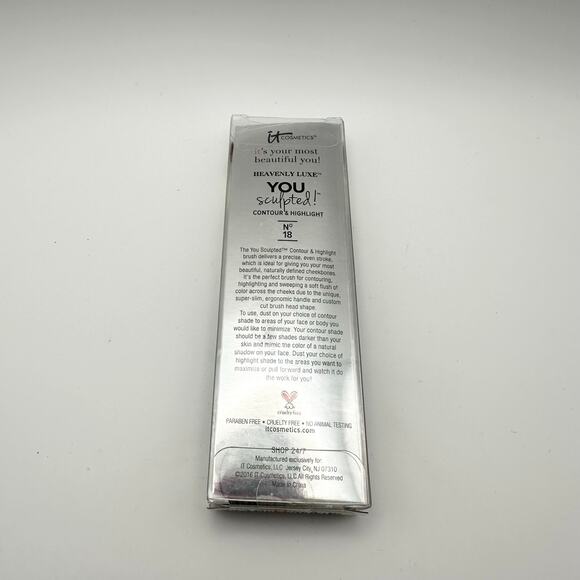 it COSMETICS™
it's your most
beautiful you!
HEAVENLY LUXE™
YOU
sculpted!™
CONTOUR & HIGHLIGHT
Nº
18
The You Sculpted™ Contour & Highlight
brush delivers a precise, even stroke,
which is ideal for giving you your most
beautiful, naturally defined cheekbones.
It's the perfect brush for contouring,
highlighting and sweeping a soft flush of
color across the cheeks due to the unique,
super-slim, ergonomic handle and custom
cut brush head shape.
To use, dust on your choice of contour
shade to areas of your face or body you
would like to minimize. Your contour shade
should be a few shades darker than your
skin and mimic the color of a natural
shadow on your face. Dust your choice of
highlight shade to the areas you want to
maximize or pull forward and watch it do
the work for you!
cruelty free
PARABEN FREE • CRUELTY FREE • NO ANIMAL TESTING
itcosmetics.com
SHOP 24/7
Manufactured exclusively for:
IT Cosmetics, LLC Jersey City, NJ 07310
©2016 IT Cosmetics, LLC All Rights Reserved
Made in China